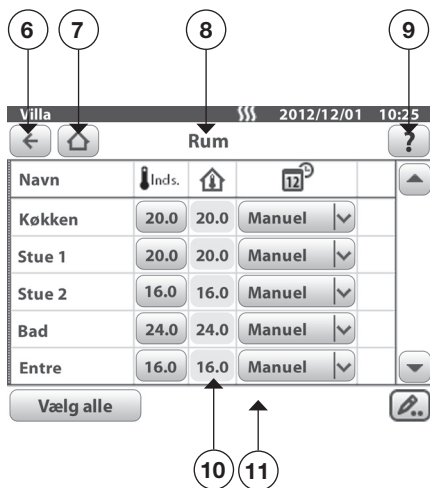 6 7 8 9
Villa 2012/12/01 10:25
Rum ?
Navn Inds. 12
Køkken 20.0 20.0 Manuel
Stue 1 20.0 20.0 Manuel
Stue 2 16.0 16.0 Manuel
Bad 24.0 24.0 Manuel
Entre 16.0 16.0 Manuel
Vælg alle
10 11